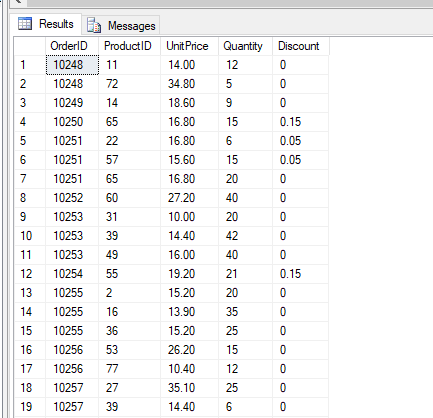 Results Messages
OrderID ProductID UnitPrice Quantity Discount
1 10248 11 14.00 12 0
2 10248 72 34.80 5 0
3 10249 14 18.60 9 0
4 10250 65 16.80 15 0.15
5 10251 22 16.80 6 0.05
6 10251 57 15.60 15 0.05
7 10251 65 16.80 20 0
8 10252 60 27.20 40 0
9 10253 31 10.00 20 0
10 10253 39 14.40 42 0
11 10253 49 16.00 40 0
12 10254 55 19.20 21 0.15
13 10255 2 15.20 20 0
14 10255 16 13.90 35 0
15 10255 36 15.20 25 0
16 10256 53 26.20 15 0
17 10256 77 10.40 12 0
18 10257 27 35.10 25 0
19 10257 39 14.40 6 0